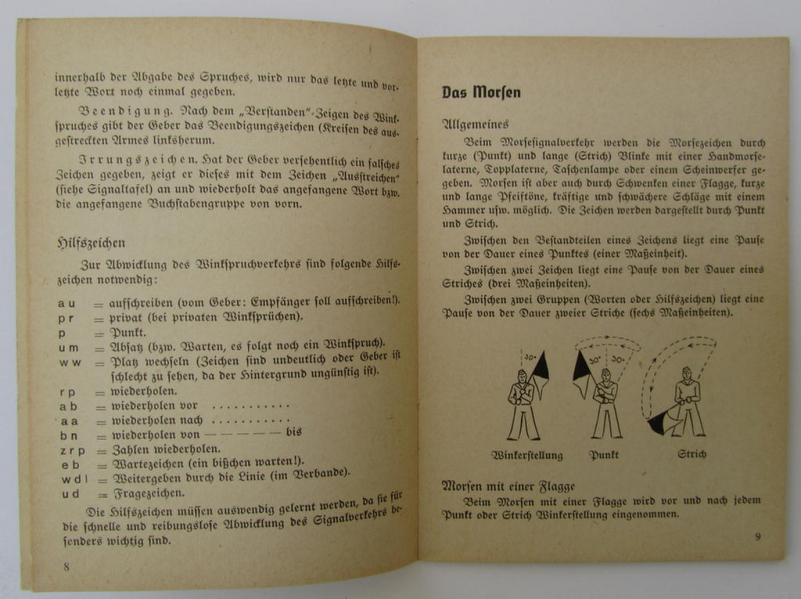 innerhalb der Abgabe des Spruches, wird nur das letzte und vor-
letzte Wort noch einmal gegeben.
Beendigung. Nach dem „Verstanden“-Zeigen des Wink-
spruches gibt der Geber das Beendigungszeichen (Kreisen des aus-
gestreckten Armes linksherum.
Irrungszeichen. Hat der Geber versehentlich ein falsches
Zeichen gegeben, zeigt er dieses mit dem Zeichen „Ausstreichen“
(siehe Signaltafel) an und wiederholt das angefangene Wort bzw.
die angefangene Buchstabengruppe von vorn.
Hilfszeichen
Zur Abwicklung des Winkspruchverkehrs sind folgende Hilfs-
zeichen notwendig:
au = aufschreiben (vom Geber: Empfänger soll aufschreiben!).
pr = privat (bei privaten Winksprüchen).
p = Punkt.
um = Absatz (bzw. Warten, es folgt noch ein Winkspruch).
ww = Platz wechseln (Zeichen sind undeutlich oder Geber ist
schlecht zu sehen, da der Hintergrund ungünstig ist).
rp = wiederholen.
ab = wiederholen vor . . . . . . . . . . .
aa = wiederholen nach . . . . . . . . . . .
bn = wiederholen von — — — — — — bis
zrp = Zahlen wiederholen.
eb = Wartezeichen (ein bißchen warten!).
wdl = Weitergeben durch die Linie (im Verbande).
ud = Fragezeichen.
Die Hilfszeichen müssen auswendig gelernt werden, da sie für
die schnelle und reibungslose Abwicklung des Signalverkehrs be-
sonders wichtig sind.
8
Das Morsen
Allgemeines
Beim Morsesignalverkehr werden die Morsezeichen durch
kurze (Punkt) und lange (Strich) Blinke mit einer Handmorse-
laterne, Topplaterne, Taschenlampe oder einem Scheinwerfer ge-
geben. Morsen ist aber auch durch Schwenken einer Flagge, kurze
und lange Pfeiftöne, kräftige und schwächere Schläge mit einem
Hammer usw. möglich. Die Zeichen werden dargestellt durch Punkt
und Strich.
Zwischen den Bestandteilen eines Zeichens liegt eine Pause
von der Dauer eines Punktes (einer Maßeinheit).
Zwischen zwei Zeichen liegt eine Pause von der Dauer eines
Striches (drei Maßeinheiten).
Zwischen zwei Gruppen (Worten oder Hilfszeichen) liegt eine
Pause von der Dauer zweier Striche (sechs Maßeinheiten).
30° 30° 30°
Winkerstellung Punkt Strich
Morsen mit einer Flagge
Beim Morsen mit einer Flagge wird vor und nach jedem
Punkt oder Strich Winkerstellung eingenommen.
9